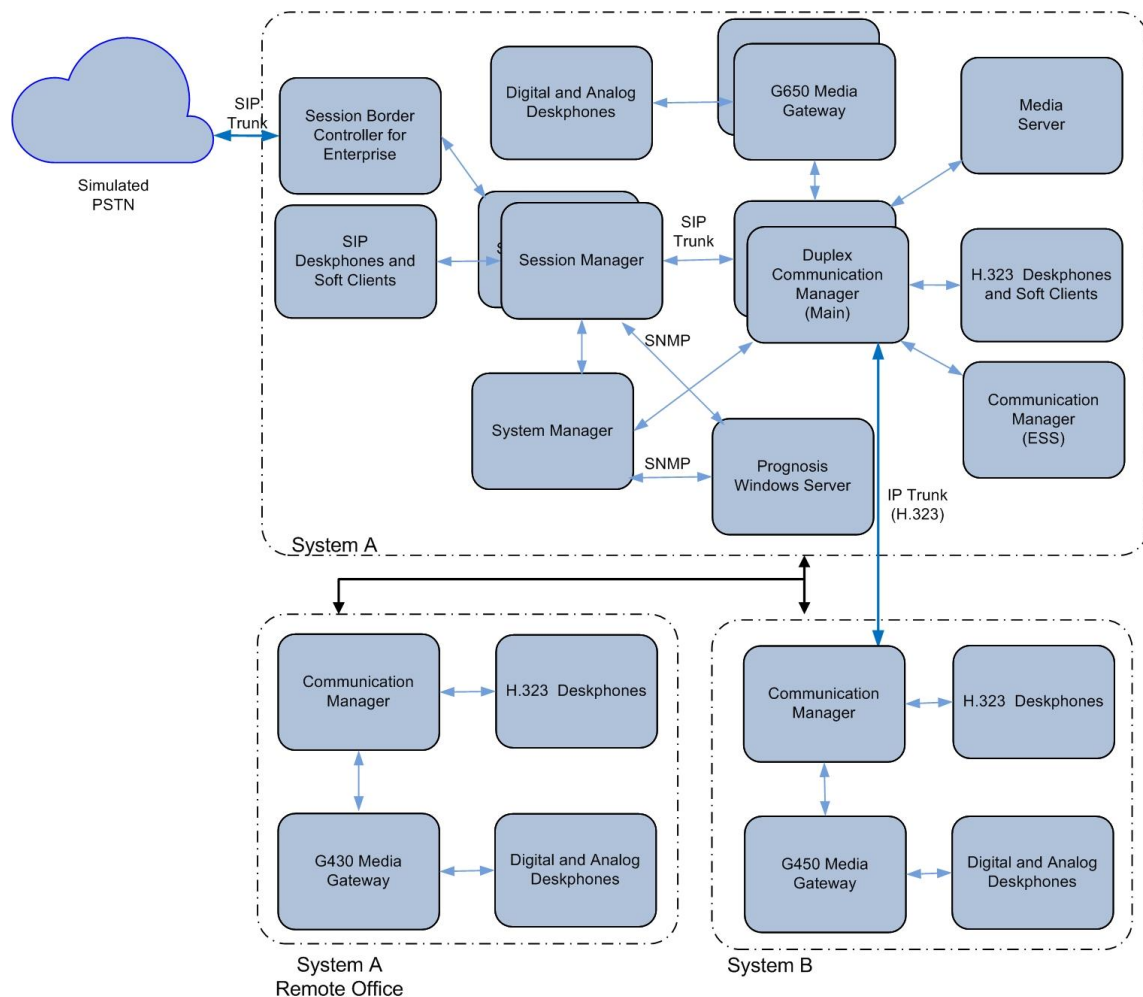 SIP
Trunk
Simulated
PSTN
Session Border
Controller for
Enterprise
Digital and Analog
Deskphones
G650 Media
Gateway
Media
Server
SIP
Deskphones and
Soft Clients
Session Manager
SIP
Trunk
Duplex
Communication
Manager
(Main)
H.323 Deskphones
and Soft Clients
SNMP
System Manager
SNMP
Prognosis
Windows Server
Communication
Manager
(ESS)
IP Trunk
(H.323)
System A
Communication
Manager
H.323 Deskphones
G430 Media
Gateway
Digital and Analog
Deskphones
System A
Remote Office
Communication
Manager
H.323 Deskphones
G450 Media
Gateway
Digital and Analog
Deskphones
System B